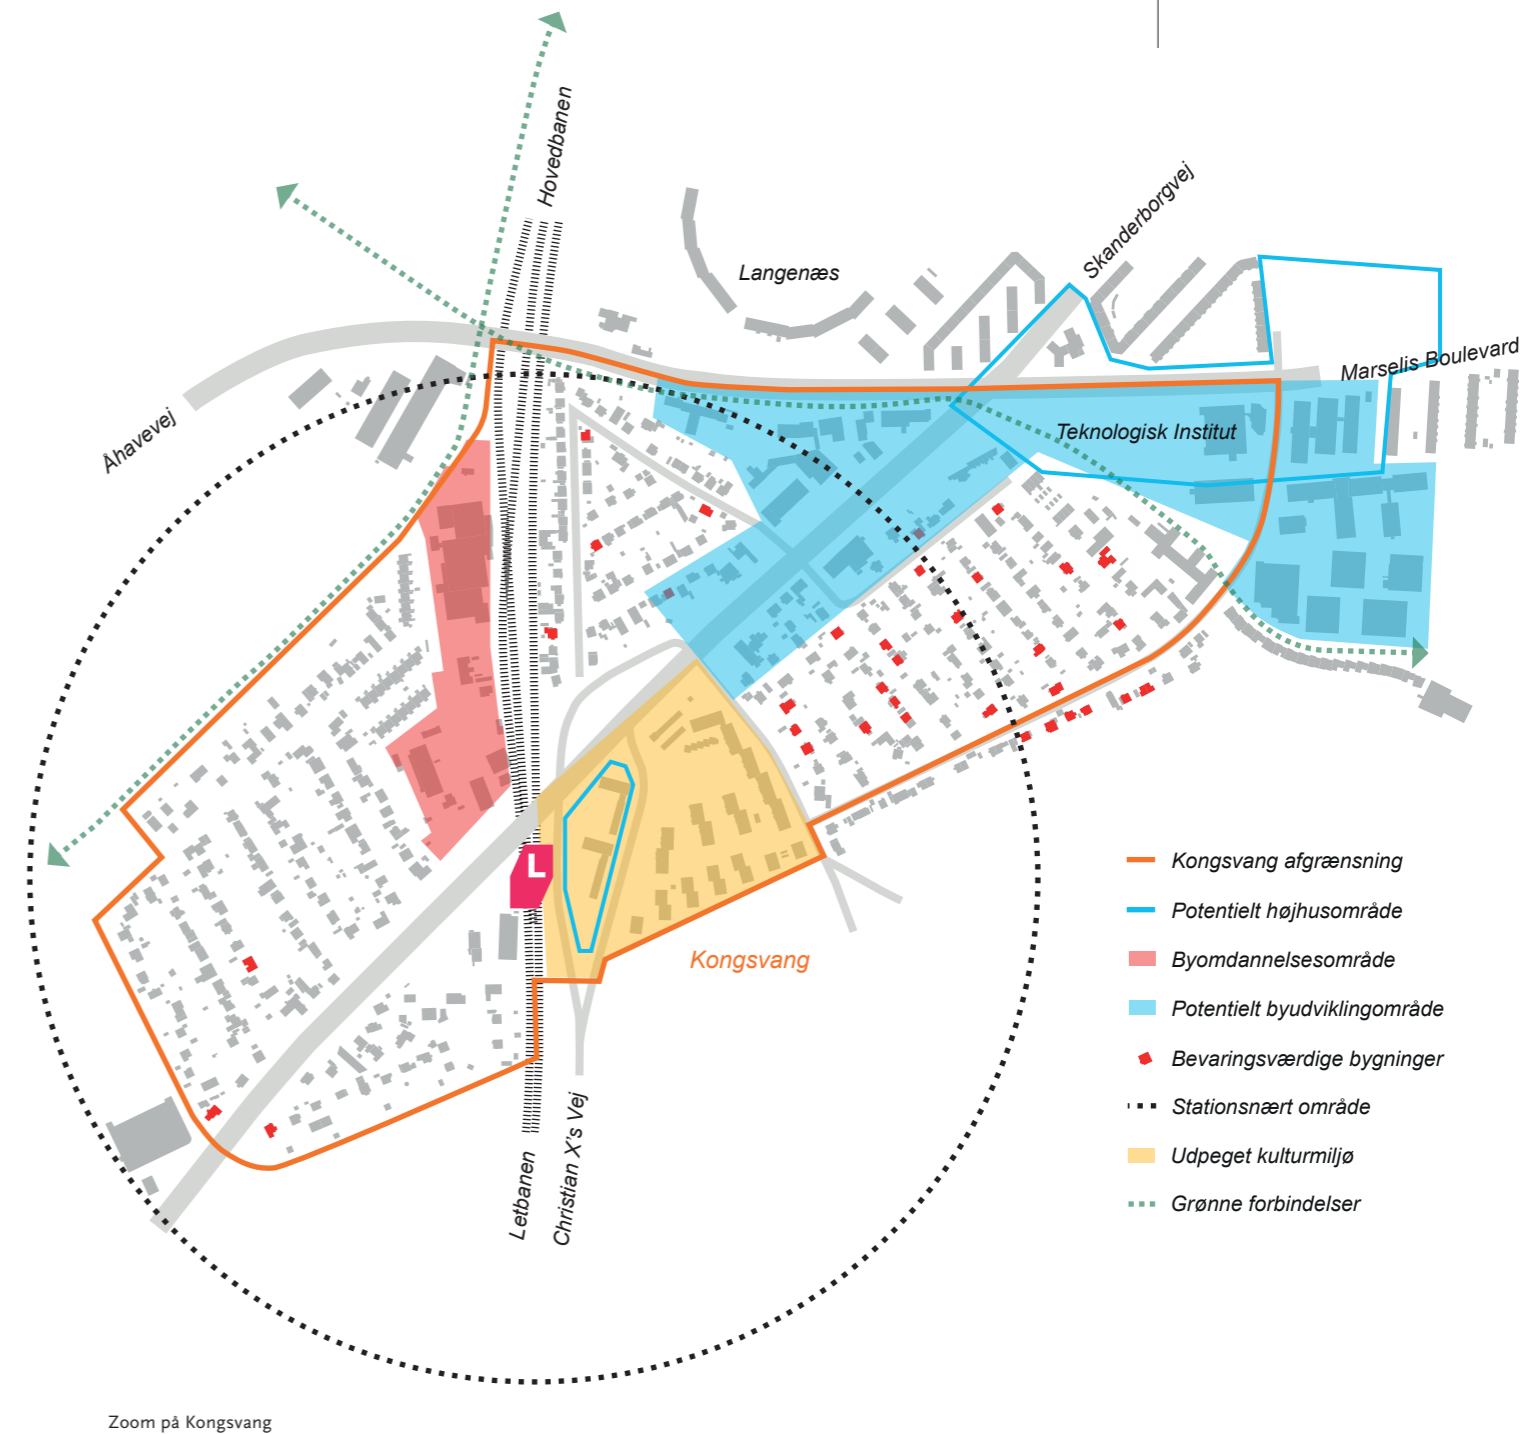 Hovedbanen
Langenæs
Skanderborgvej
Marselis Boulevard
Åhavevej
Teknologisk Institut
L
Kongsvang
Letbanen
Christian X's Vej
Kongsvang afgrænsning
Potentielt højhusområde
Byomdannelsesområde
Potentielt byudviklingområde
Bevaringsværdige bygninger
Stationsnært område
Udpeget kulturmiljø
Grønne forbindelser
Zoom på Kongsvang